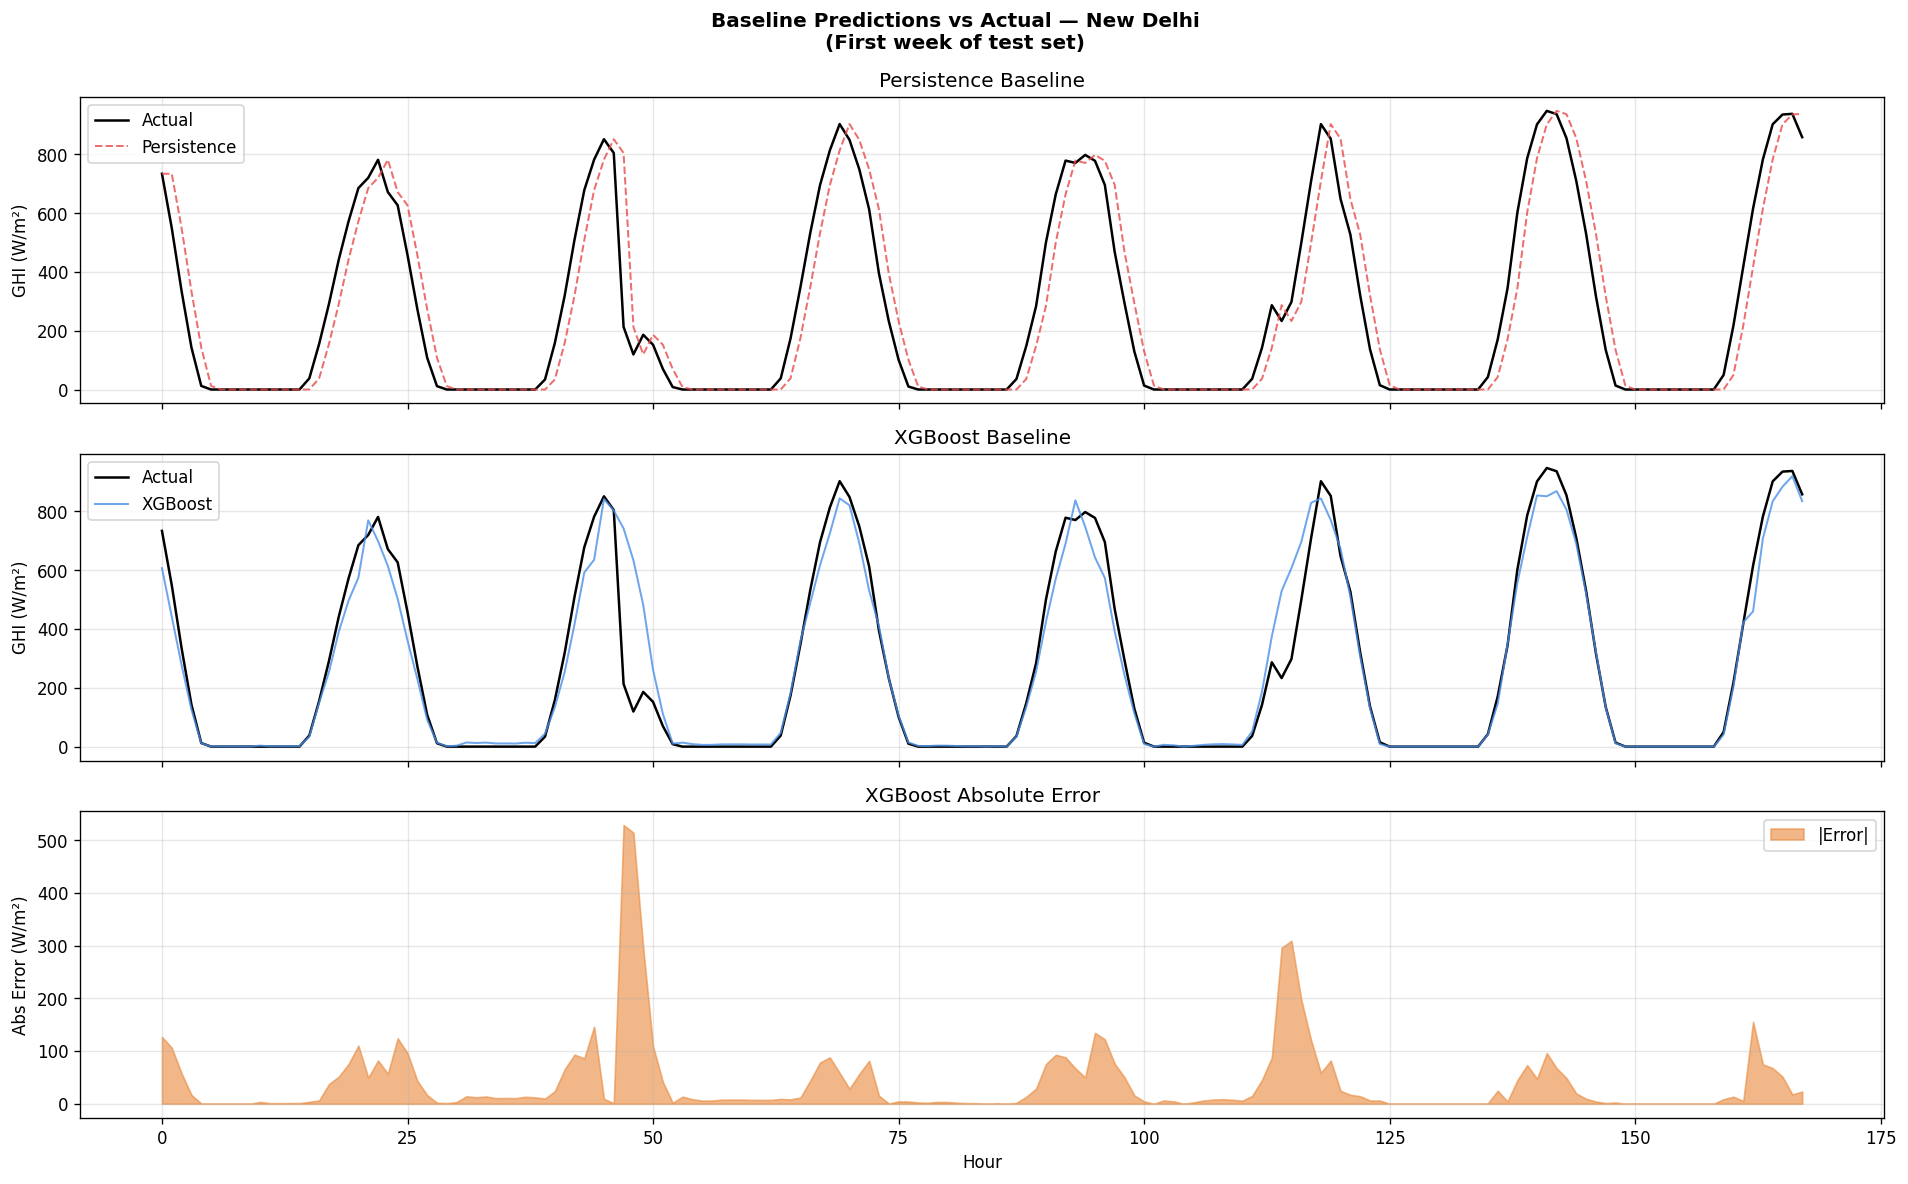 Baseline Predictions vs Actual — New Delhi
(First week of test set)
Persistence Baseline
Actual
Persistence
GHI (W/m²)
800
600
400
200
0
XGBoost Baseline
Actual
XGBoost
GHI (W/m²)
800
600
400
200
0
XGBoost Absolute Error
|Error|
Abs Error (W/m²)
500
400
300
200
100
0
0 25 50 75 100 125 150 175
Hour